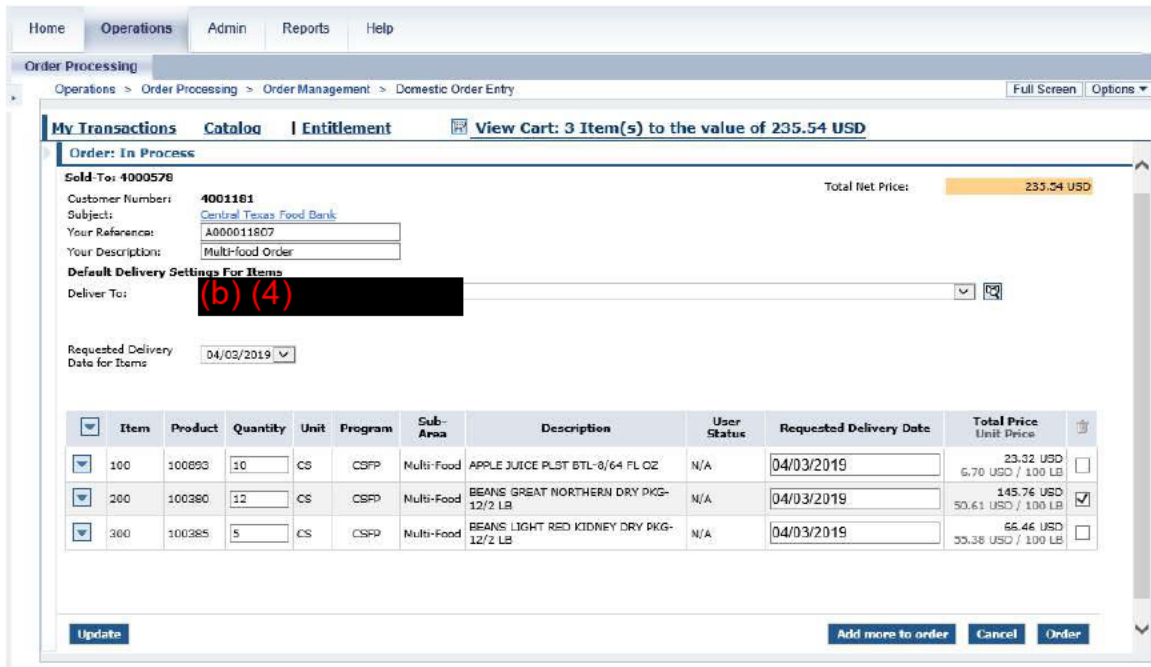 Home Operations Admin Reports Help
Order Processing
Operations > Order Processing > Order Management > Domestic Order Entry Full Screen Options
My Transactions Catalog | Entitlement View Cart: 3 Item(s) to the value of 235.54 USD
Order: In Process
Sold-To: 4000578
Total Net Price: 235.54 USD
Customer Number: 4001181
Subject: Central Texas Food Bank
Your Reference: A000011807
Your Description: Multi-food Order
Default Delivery Settings For Items
Deliver To: (b) (4)
Requested Delivery Date for Items 04/03/2019
Item Product Quantity Unit Program Sub-Area Description User Status Requested Delivery Date Total Price Unit Price
100 100893 10 CS CSFP Multi-Food APPLE JUICE PLST BTL-8/64 FL OZ N/A 04/03/2019 23.32 USD
6.70 USD / 100 LB
200 100380 12 CS CSFP Multi-Food BEANS GREAT NORTHERN DRY PKG-12/2 LB N/A 04/03/2019 145.76 USD
50.61 USD / 100 LB
300 100385 5 CS CSFP Multi-Food BEANS LIGHT RED KIDNEY DRY PKG-12/2 LB N/A 04/03/2019 66.46 USD
55.38 USD / 100 LB
Update Add more to order Cancel Order